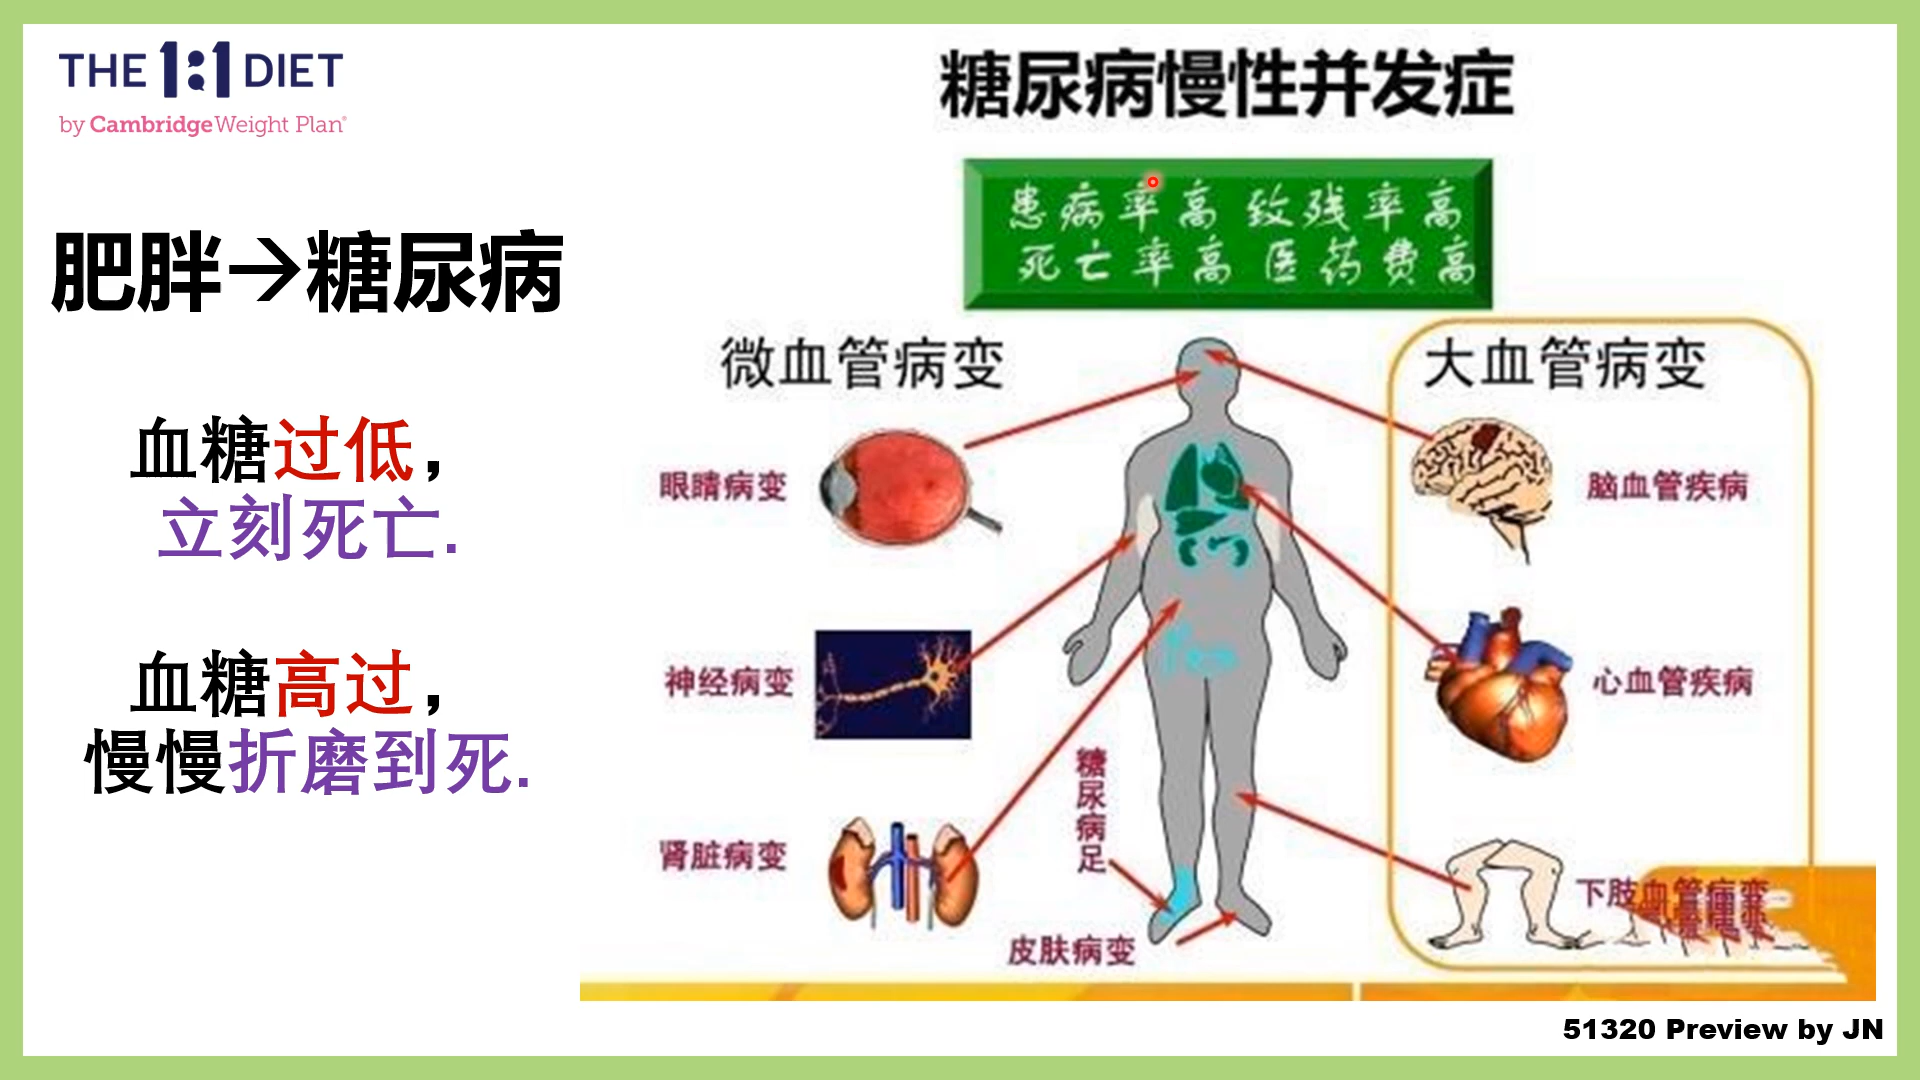 THE 1:1 DIET
by Cambridge Weight Plan®
肥胖→糖尿病
血糖过低，
立刻死亡.
血糖高过，
慢慢折磨到死.
糖尿病慢性并发症
患病率高 致残率高
死亡率高 医药费高
微血管病变
眼睛病变
神经病变
肾脏病变
糖尿病足
皮肤病变
大血管病变
脑血管疾病
心血管疾病
下肢血管病变
51320 Preview by JN